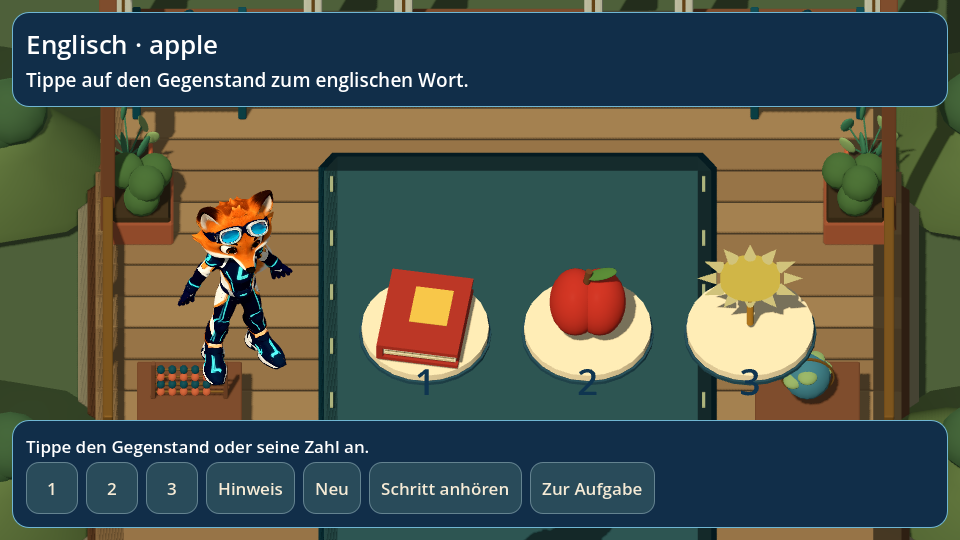 Englisch · apple
Tippe auf den Gegenstand zum englischen Wort.
1
2
3
Tippe den Gegenstand oder seine Zahl an.
1 2 3 Hinweis Neu Schritt anhören Zur Aufgabe